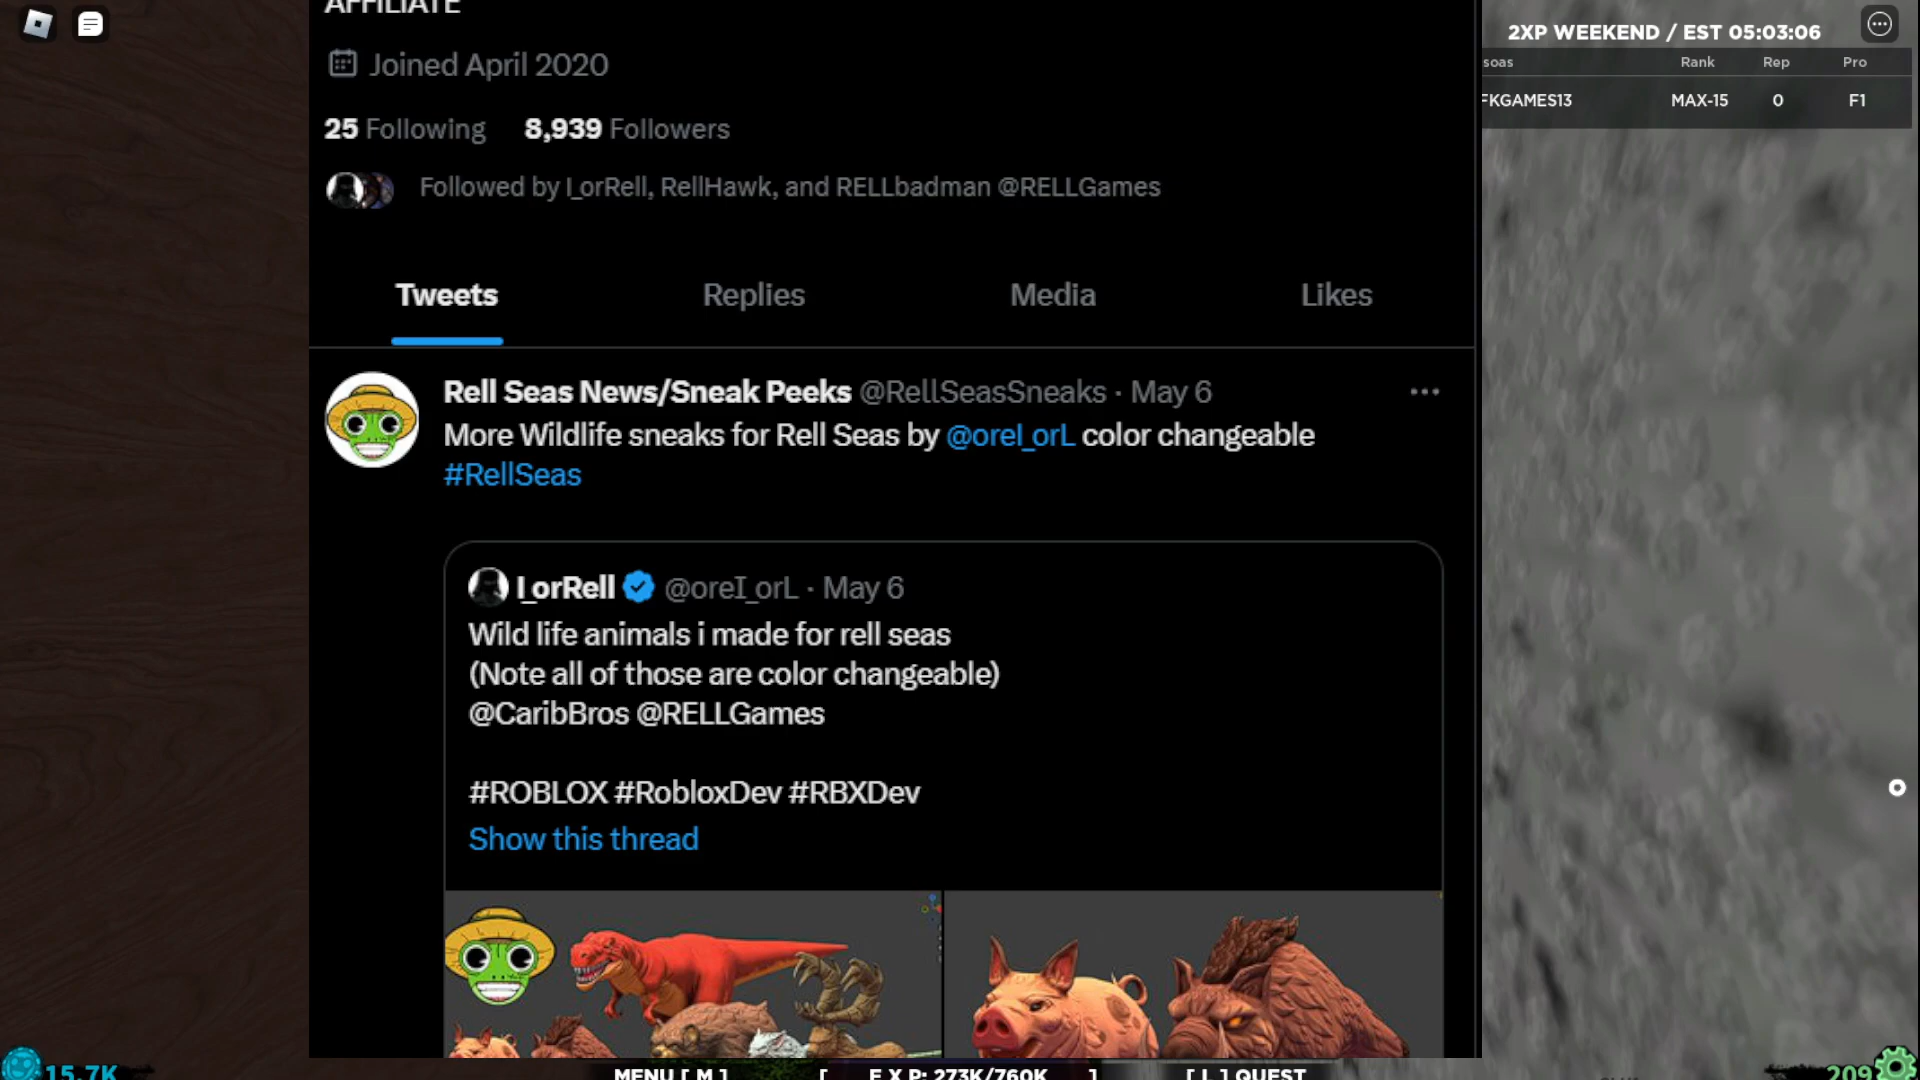 AFFILIATE
2XP WEEKEND / EST 05:03:06
Joined April 2020
soas Rank Rep Pro
FKGAMES13 MAX-15 0 F1
25 Following 8,939 Followers
Followed by I_orRell, RellHawk, and RELLbadman @RELLGames
Tweets Replies Media Likes
Rell Seas News/Sneak Peeks @RellSeasSneaks · May 6
More Wildlife sneaks for Rell Seas by @oreI_orL color changeable
#RellSeas
I_orRell @oreI_orL · May 6
Wild life animals i made for rell seas
(Note all of those are color changeable)
@CaribBros @RELLGames
#ROBLOX #RobloxDev #RBXDev
Show this thread
15.7K
MENU [ M ] [ E X P: 273K/760K ] [ L ] QUEST
209